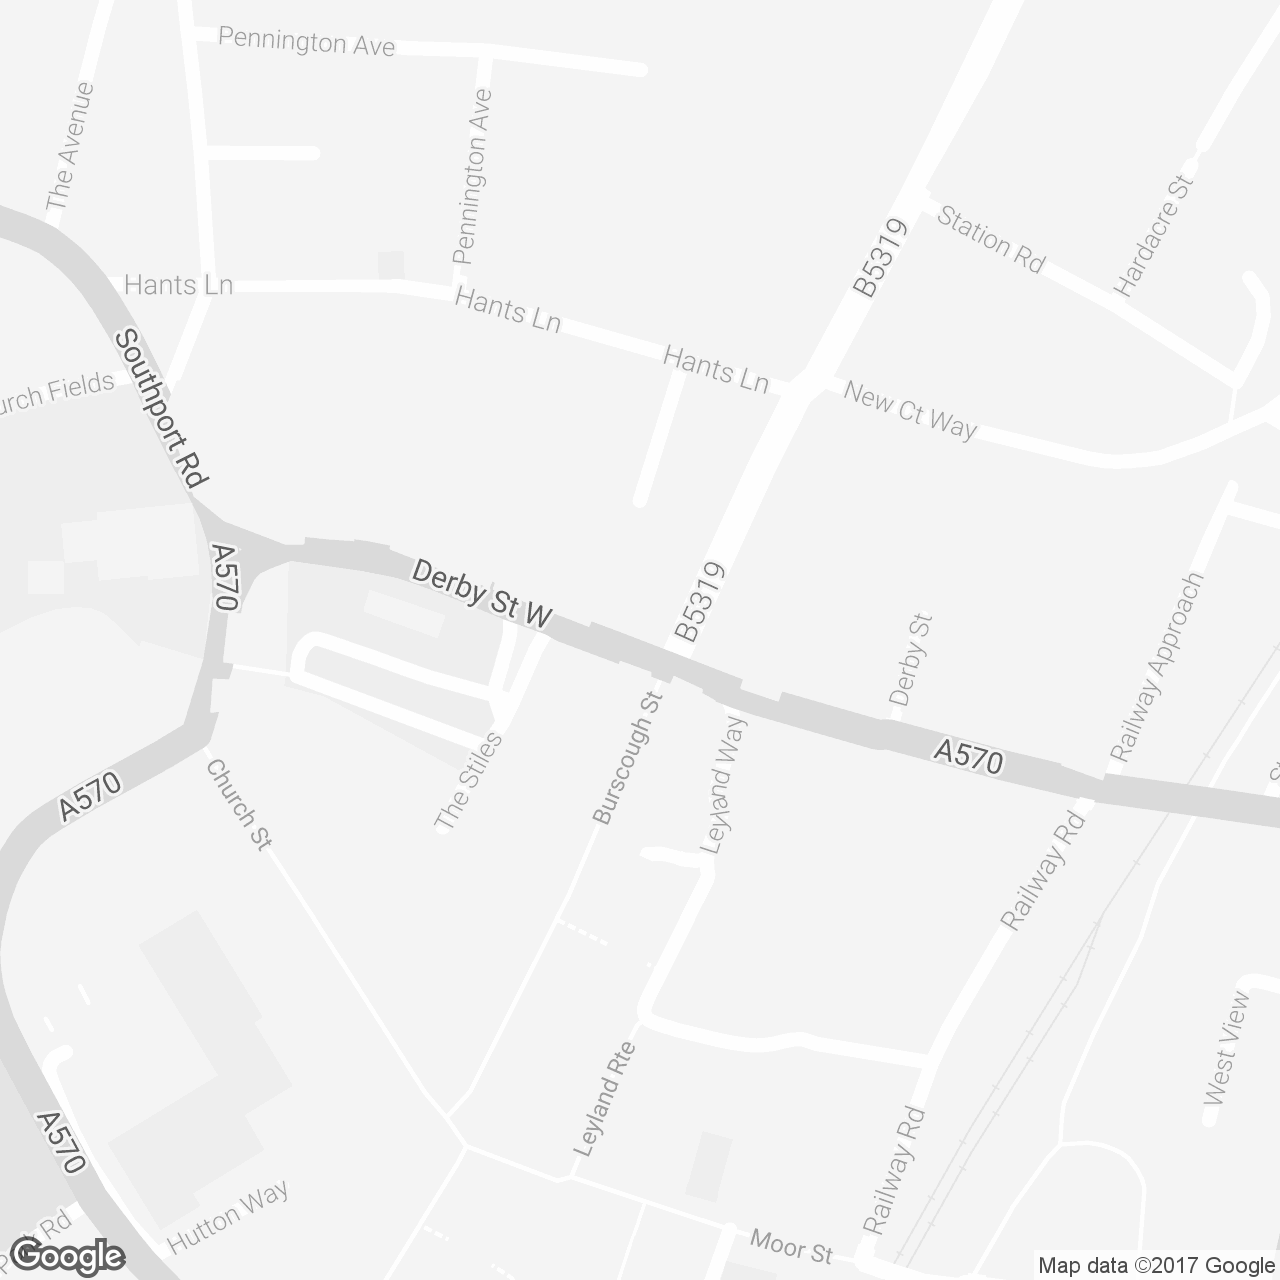 Pennington Ave
The Avenue
Pennington Ave
Hardacre St
Station Rd
B5319
Hants Ln
Hants Ln
Hants Ln
Southport Rd
New Ct Way
urch Fields
A570
Derby St W
B5319
Derby St
Railway Approach
Burscough St
Leyland Way
A570
The Stiles
A570
Church St
Railway Rd
West View
Leyland Rte
A570
Railway Rd
Hutton Way
Rd
Moor St
Google
Map data ©2017 Google